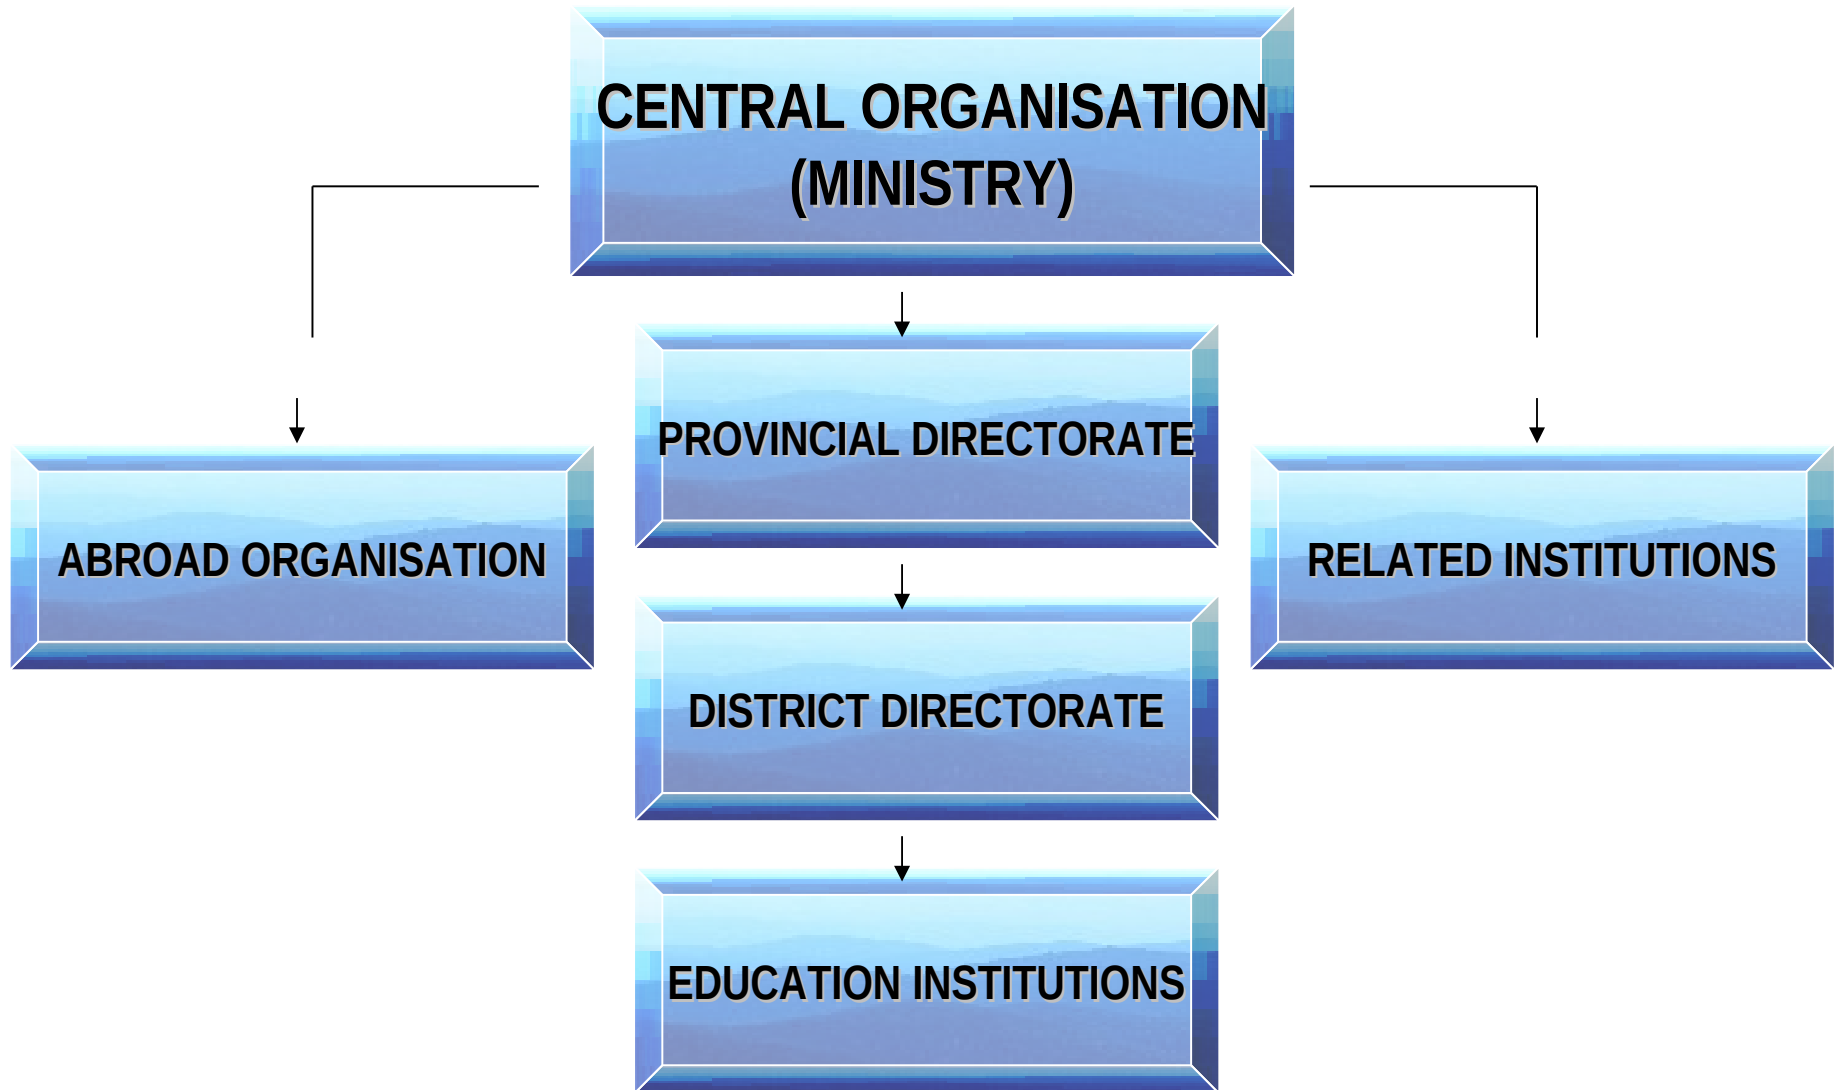 CENTRAL ORGANISATION
(MINISTRY)
PROVINCIAL DIRECTORATE
ABROAD ORGANISATION
RELATED INSTITUTIONS
DISTRICT DIRECTORATE
EDUCATION INSTITUTIONS